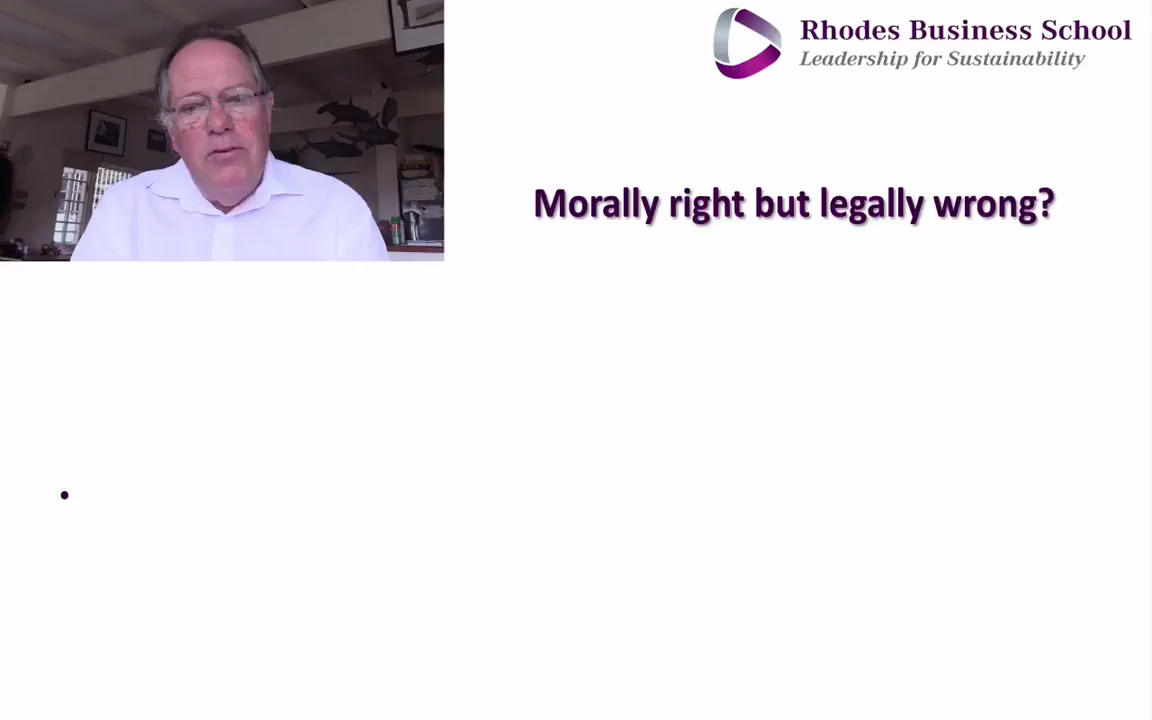 Rhodes Business School
Leadership for Sustainability
Morally right but legally wrong?